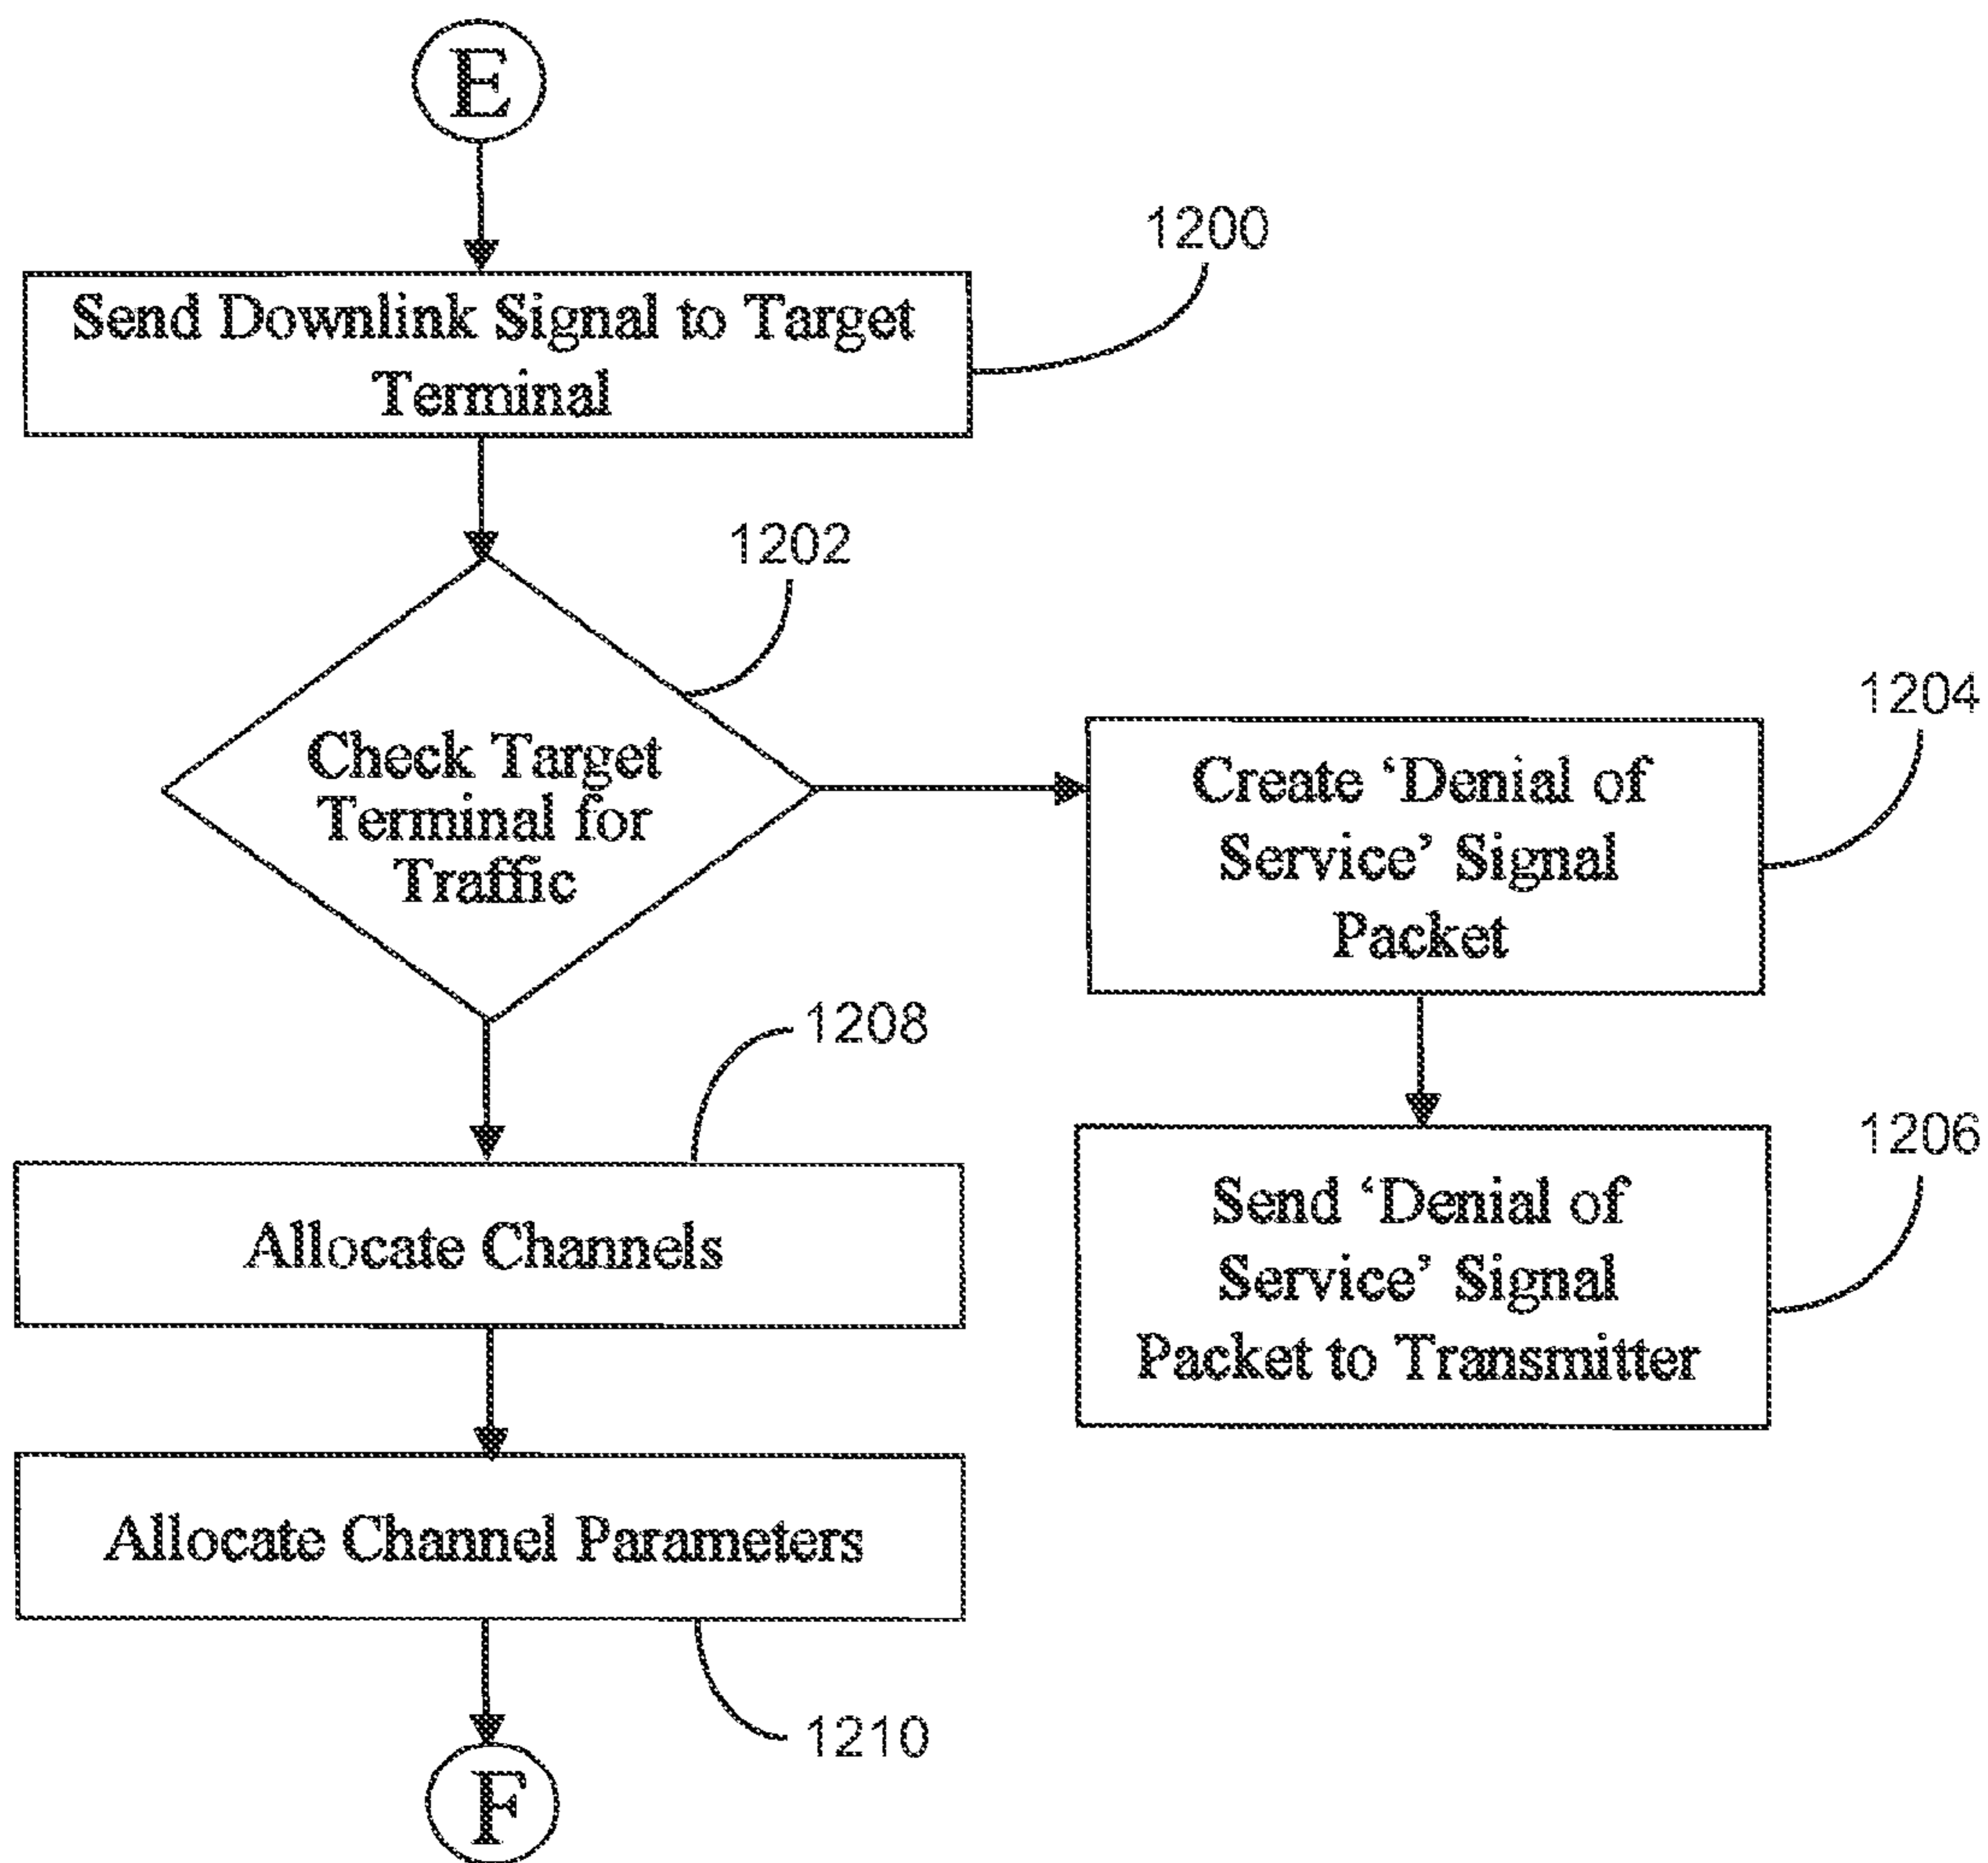 E
1200
Send Downlink Signal to Target
Terminal
1202
Check Target
Terminal for
Traffic
1204
Create ‘Denial of
Service’ Signal
Packet
1208
Allocate Channels
1206
Send ‘Denial of
Service’ Signal
Packet to Transmitter
Allocate Channel Parameters
1210
F